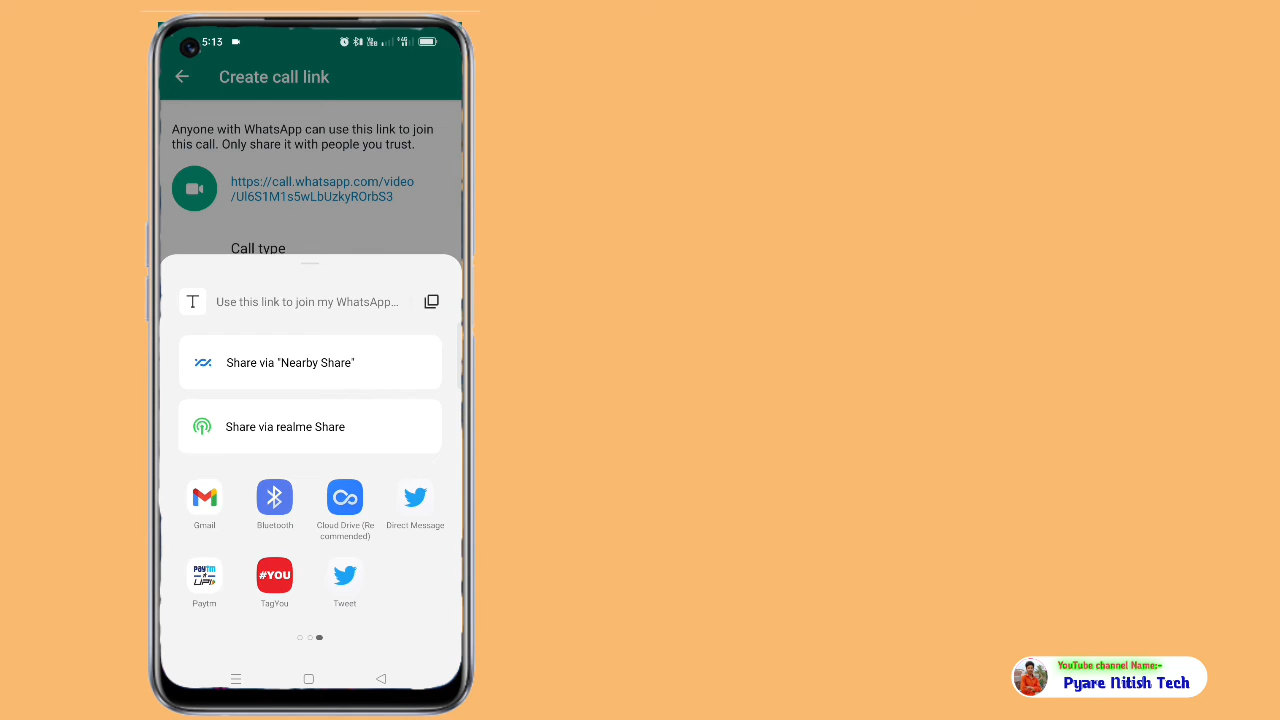 5:13
Create call link
Anyone with WhatsApp can use this link to join
this call. Only share it with people you trust.
https://call.whatsapp.com/video
/Ul6S1M1s5wLbUzkyROrbS3
Call type
T
Use this link to join my WhatsApp...
Share via "Nearby Share"
Share via realme Share
Gmail
Bluetooth
Cloud Drive (Re
commended)
Direct Message
Paytm
UPI
#YOU
Paytm
TagYou
Tweet
YouTube channel Name:-
Pyare Nitish Tech